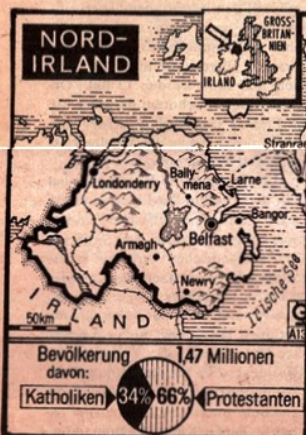 NORD-
IRLAND
GROSS-
BRITAN-
NIEN
IRLAND
Londonderry
Bally-
mena
Larne
Bangor
Belfast
Armagh
Newry
Irische See
IRLAND
50km
Bevölkerung 1,47 Millionen
davon:
Katholiken 34% 66% Protestanten